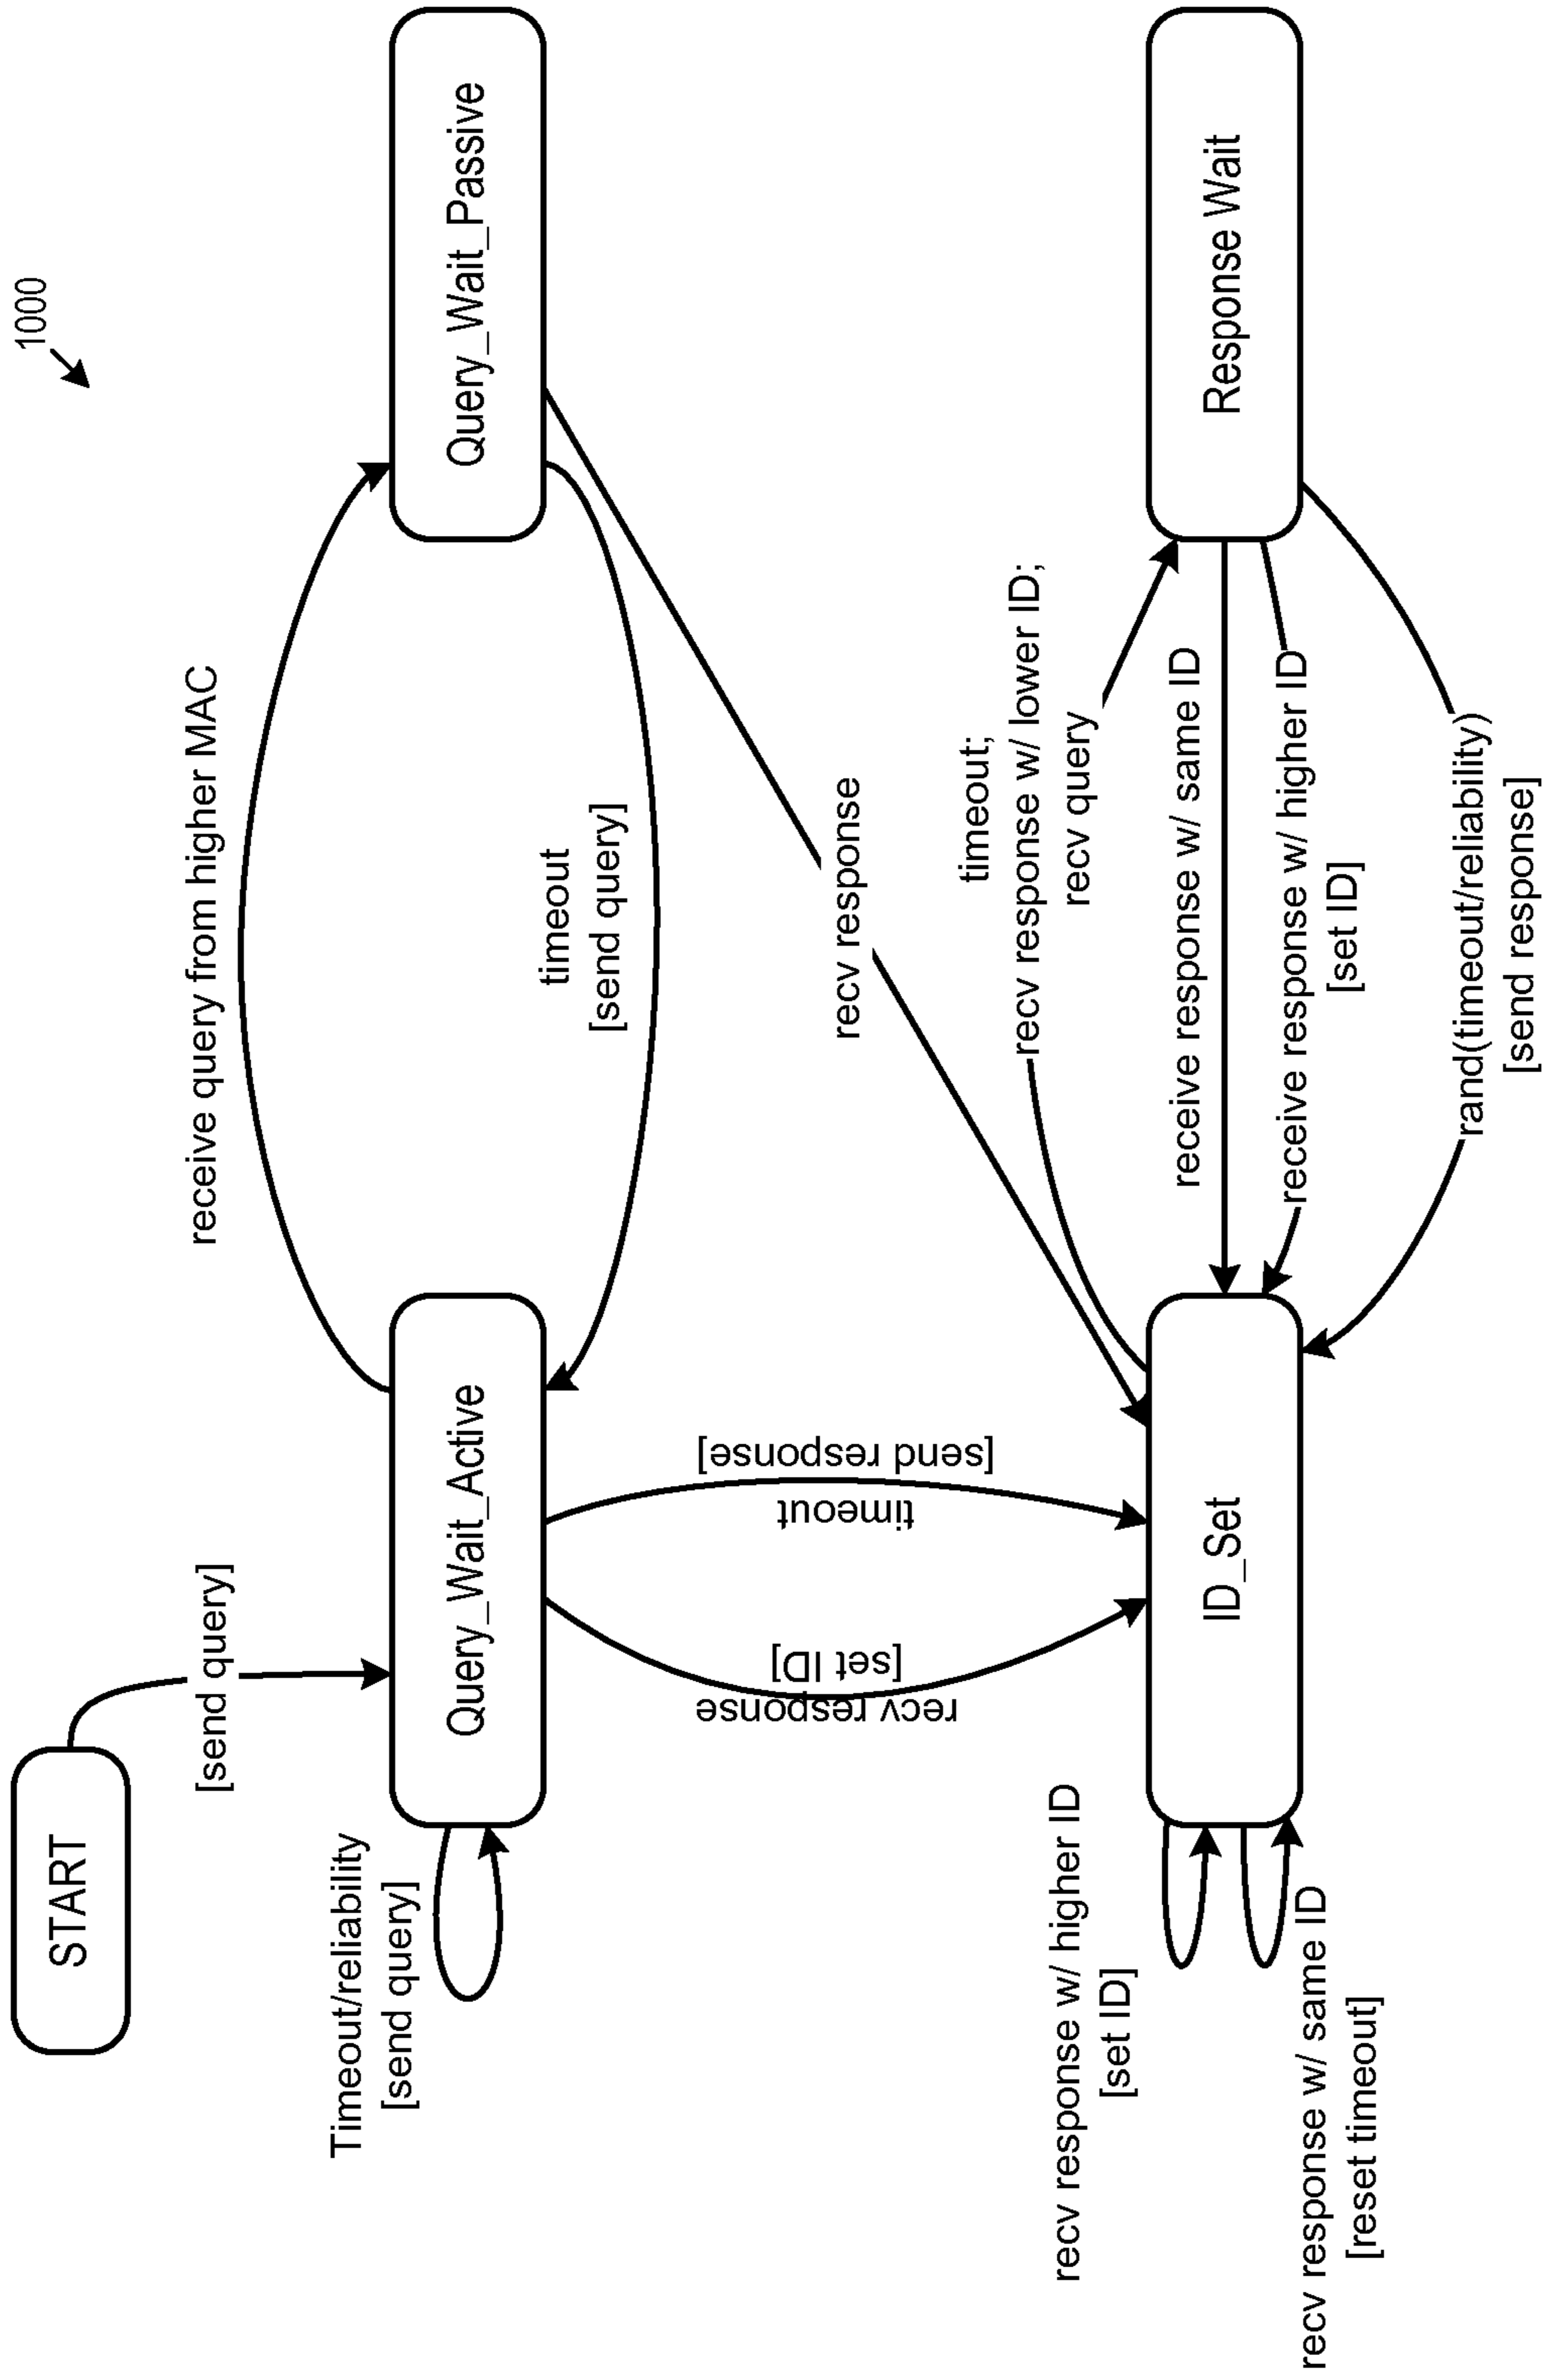 1000
START
[send query]
receive query from higher MAC
Timeout/reliability
[send query]
Query_Wait_Active
Query_Wait_Passive
timeout
[send query]
recv response
[set ID]
timeout
[send response]
recv response
timeout;
recv response w/ lower ID;
recv query
recv response w/ higher ID
[set ID]
ID_Set
Response Wait
receive response w/ same ID
receive response w/ higher ID
[set ID]
recv response w/ same ID
[reset timeout]
rand(timeout/reliability)
[send response]